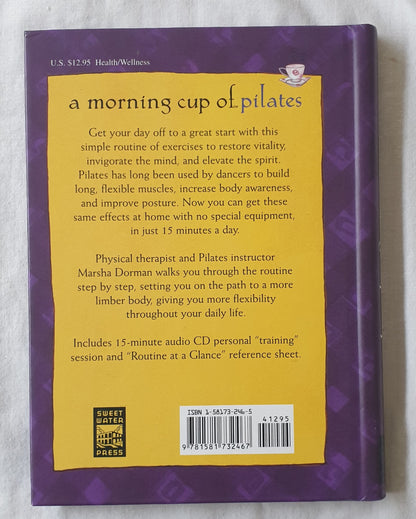 U.S. $12.95 Health/Wellness
a morning cup of pilates
Get your day off to a great start with this
simple routine of exercises to restore vitality,
invigorate the mind, and elevate the spirit.
Pilates has long been used by dancers to build
long, flexible muscles, increase body awareness,
and improve posture. Now you can get these
same effects at home with no special equipment,
in just 15 minutes a day.
Physical therapist and Pilates instructor
Marsha Dorman walks you through the routine
step by step, setting you on the path to a more
limber body, giving you more flexibility
throughout your daily life.
Includes 15-minute audio CD personal “training”
session and “Routine at a Glance” reference sheet.
SWEET
WATER
PRESS
ISBN 1-58173-246-5
41295
9 781581 732467